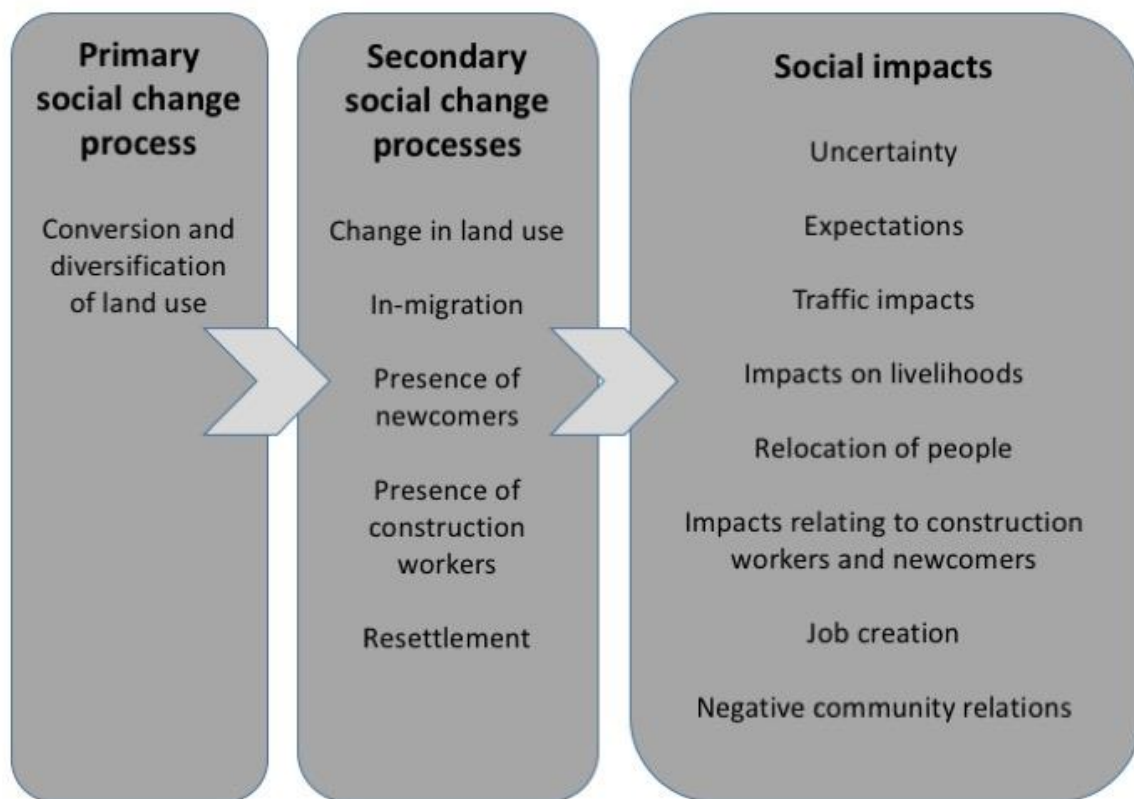 Primary
social change
process
Conversion and
diversification
of land use
Secondary
social change
processes
Change in land use
In-migration
Presence of
newcomers
Presence of
construction
workers
Resettlement
Social impacts
Uncertainty
Expectations
Traffic impacts
Impacts on livelihoods
Relocation of people
Impacts relating to construction
workers and newcomers
Job creation
Negative community relations